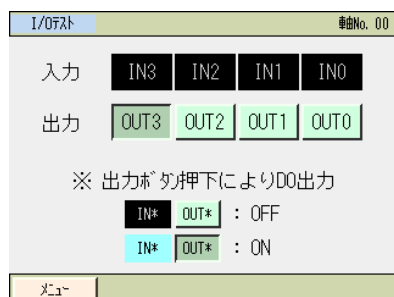 I/Oﾃｽﾄ 軸No. 00
入力 IN3 IN2 IN1 IN0
出力 OUT3 OUT2 OUT1 OUT0
※ 出力ﾎﾞﾀﾝ押下によりDO出力
IN* OUT* : OFF
IN* OUT* : ON
ﾒﾆｭｰ